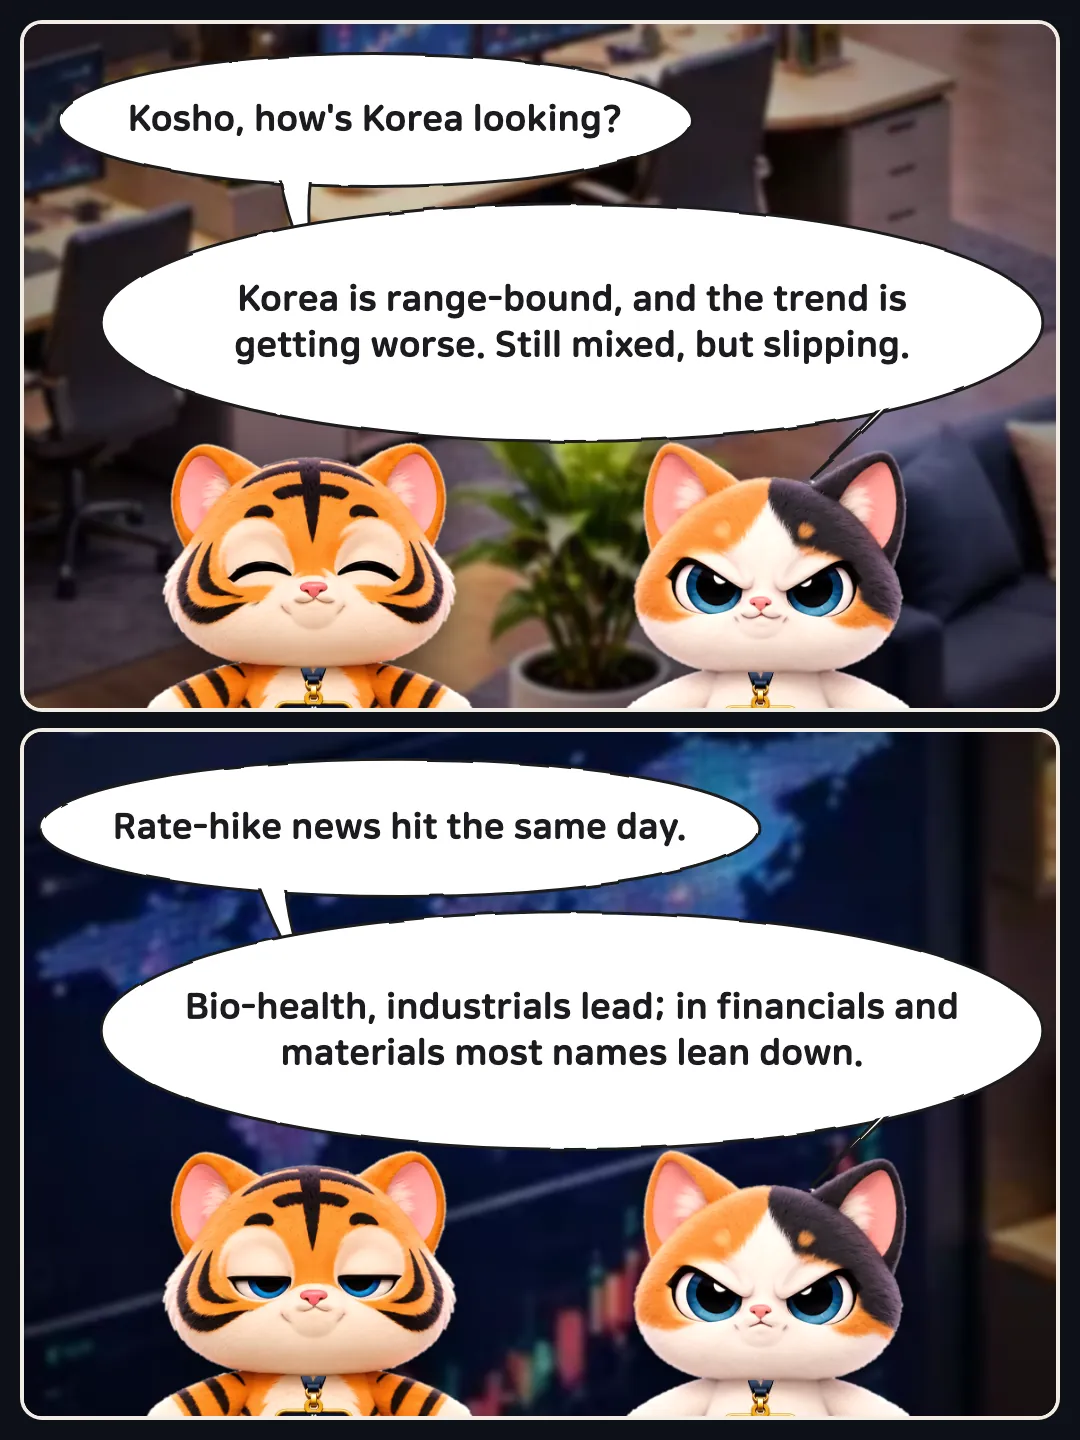 Kosho, how's Korea looking?
Korea is range-bound, and the trend is
getting worse. Still mixed, but slipping.
Rate-hike news hit the same day.
Bio-health, industrials lead; in financials and
materials most names lean down.